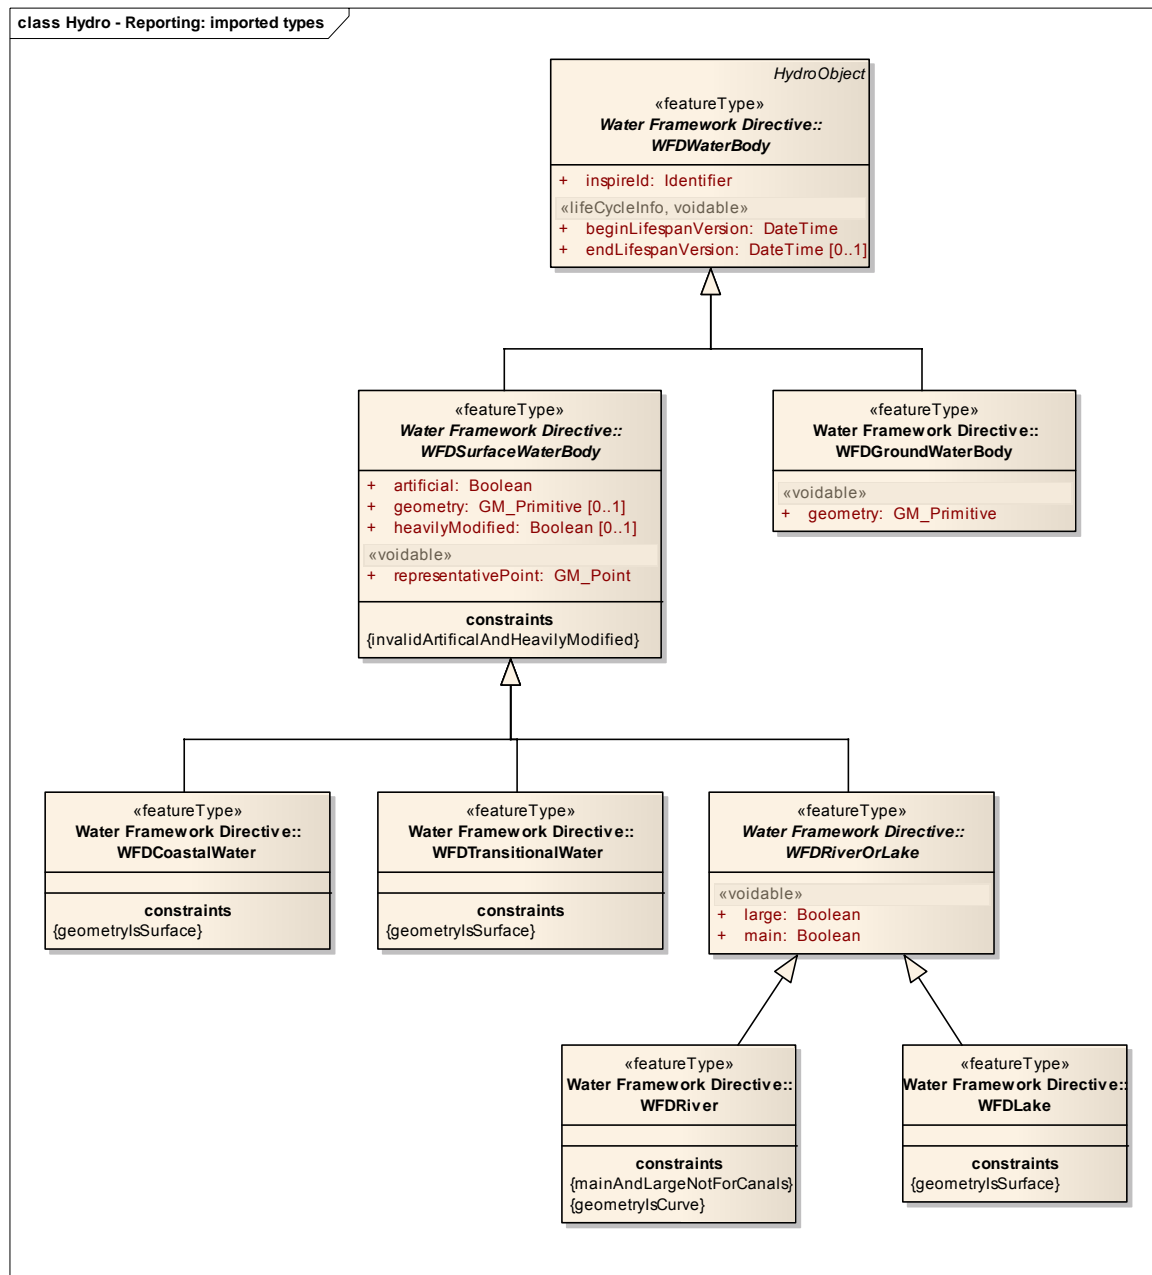 class Hydro - Reporting: imported types
HydroObject
«featureType»
Water Framework Directive::
WFDWaterBody
+ inspireId: Identifier
«lifeCycleInfo, voidable»
+ beginLifespanVersion: DateTime
+ endLifespanVersion: DateTime [0..1]
«featureType»
Water Framework Directive::
WFDSurfaceWaterBody
+ artificial: Boolean
+ geometry: GM_Primitive [0..1]
+ heavilyModified: Boolean [0..1]
«voidable»
+ representativePoint: GM_Point
constraints
{invalidArtificalAndHeavilyModified}
«featureType»
Water Framework Directive::
WFDGroundWaterBody
«voidable»
+ geometry: GM_Primitive
«featureType»
Water Framework Directive::
WFDCoastalWater
constraints
{geometryIsSurface}
«featureType»
Water Framework Directive::
WFDTransitionalWater
constraints
{geometryIsSurface}
«featureType»
Water Framework Directive::
WFDRiverOrLake
«voidable»
+ large: Boolean
+ main: Boolean
«featureType»
Water Framework Directive::
WFDRiver
constraints
{mainAndLargeNotForCanals}
{geometryIsCurve}
«featureType»
Water Framework Directive::
WFDLake
constraints
{geometryIsSurface}